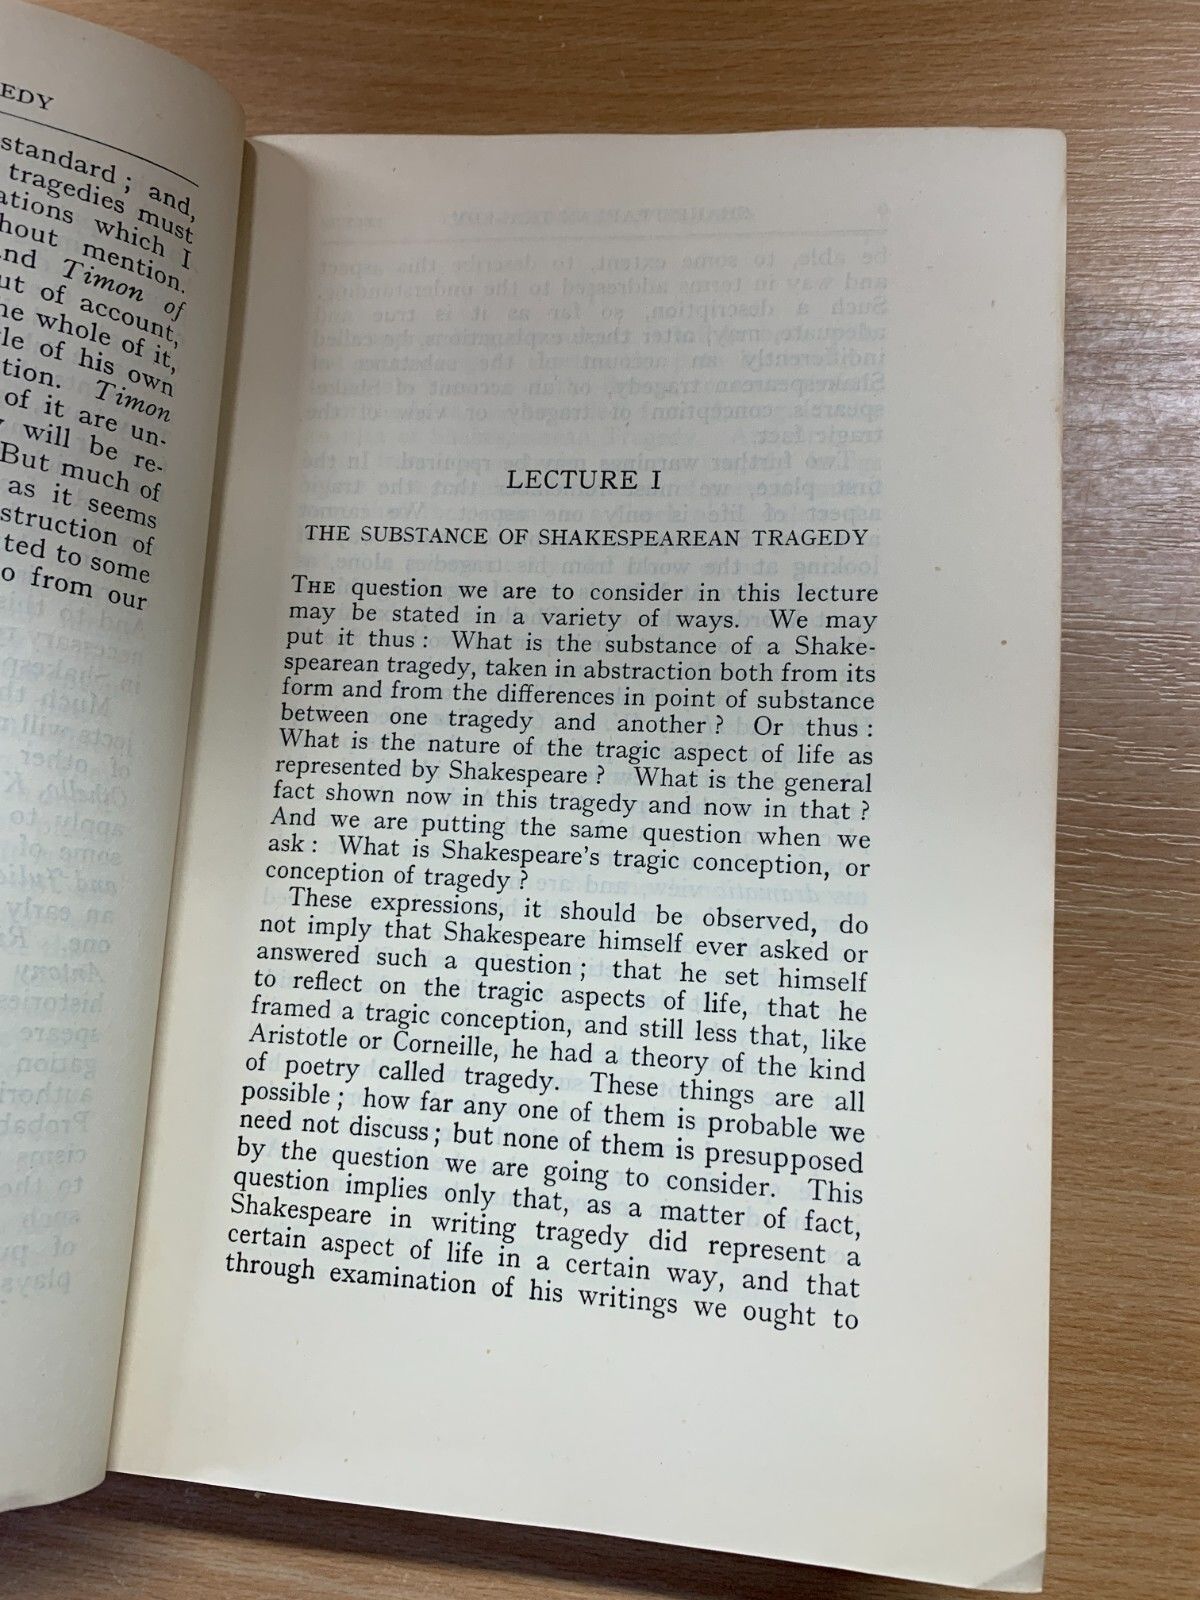 EDY
standard ; and,
tragedies must
ations which I
hout mention.
nd Timon of
ut of account,
he whole of it,
le of his own
tion. Timon
of it are un-
will be re-
But much of
as it seems
struction of
ted to some
o from our
LECTURE I
THE SUBSTANCE OF SHAKESPEAREAN TRAGEDY
THE question we are to consider in this lecture
may be stated in a variety of ways. We may
put it thus : What is the substance of a Shake-
spearean tragedy, taken in abstraction both from its
form and from the differences in point of substance
between one tragedy and another ? Or thus :
What is the nature of the tragic aspect of life as
represented by Shakespeare ? What is the general
fact shown now in this tragedy and now in that ?
And we are putting the same question when we
ask : What is Shakespeare's tragic conception, or
conception of tragedy ?
These expressions, it should be observed, do
not imply that Shakespeare himself ever asked or
answered such a question ; that he set himself
to reflect on the tragic aspects of life, that he
framed a tragic conception, and still less that, like
Aristotle or Corneille, he had a theory of the kind
of poetry called tragedy. These things are all
possible ; how far any one of them is probable we
need not discuss ; but none of them is presupposed
by the question we are going to consider. This
question implies only that, as a matter of fact,
Shakespeare in writing tragedy did represent a
certain aspect of life in a certain way, and that
through examination of his writings we ought to